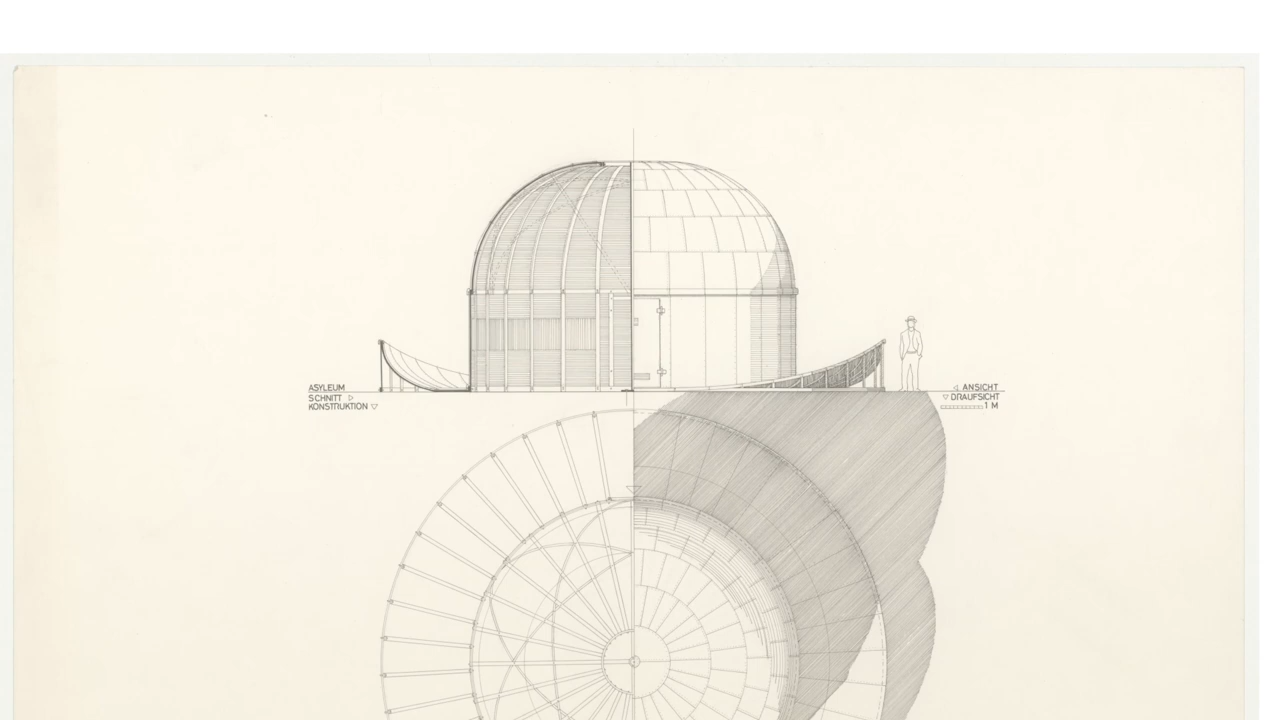 ASYLEUM
SCHNITT ▷
KONSTRUKTION ▽
◁ ANSICHT
▽ DRAUFSICHT
1 M